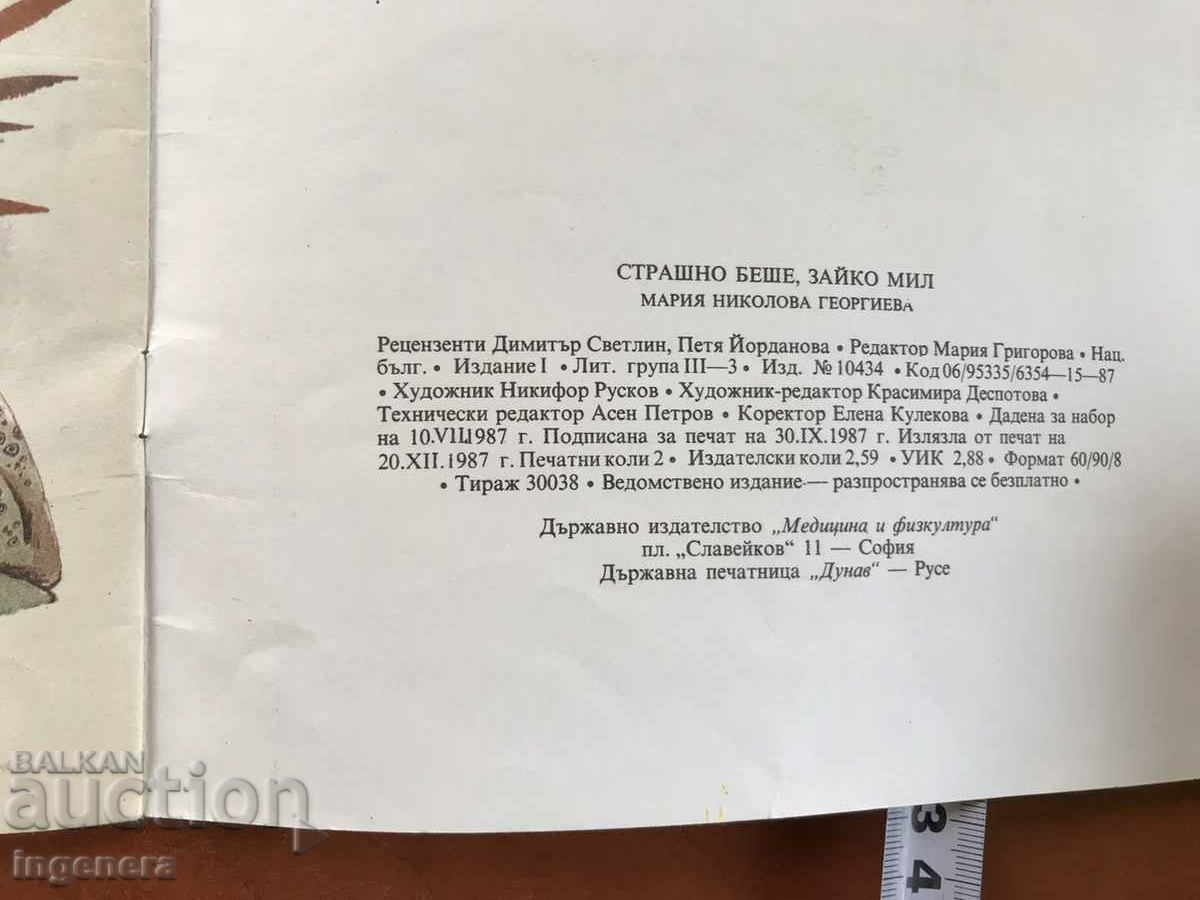 СТРАШНО БЕШЕ, ЗАЙКО МИЛ
МАРИЯ НИКОЛОВА ГЕОРГИЕВА
Рецензенти Димитър Светлин, Петя Йорданова • Редактор Мария Григорова • Нац.
бълг. • Издание I • Лит. група III—3 • Изд. № 10434 • Код 06/95335/6354—15—87
• Художник Никифор Русков • Художник-редактор Красимира Деспотова •
Технически редактор Асен Петров • Коректор Елена Кулекова • Дадена за набор
на 10.VII.1987 г. Подписана за печат на 30.IX.1987 г. Излязла от печат на
20.XII.1987 г. Печатни коли 2 • Издателски коли 2,59 • УИК 2,88 • Формат 60/90/8
• Тираж 30038 • Ведомствено издание — разпространява се безплатно •
Държавно издателство „Медицина и физкултура“
пл. „Славейков“ 11 — София
Държавна печатница „Дунав“ — Русе
BALKAN
auction
ingenera
3
4